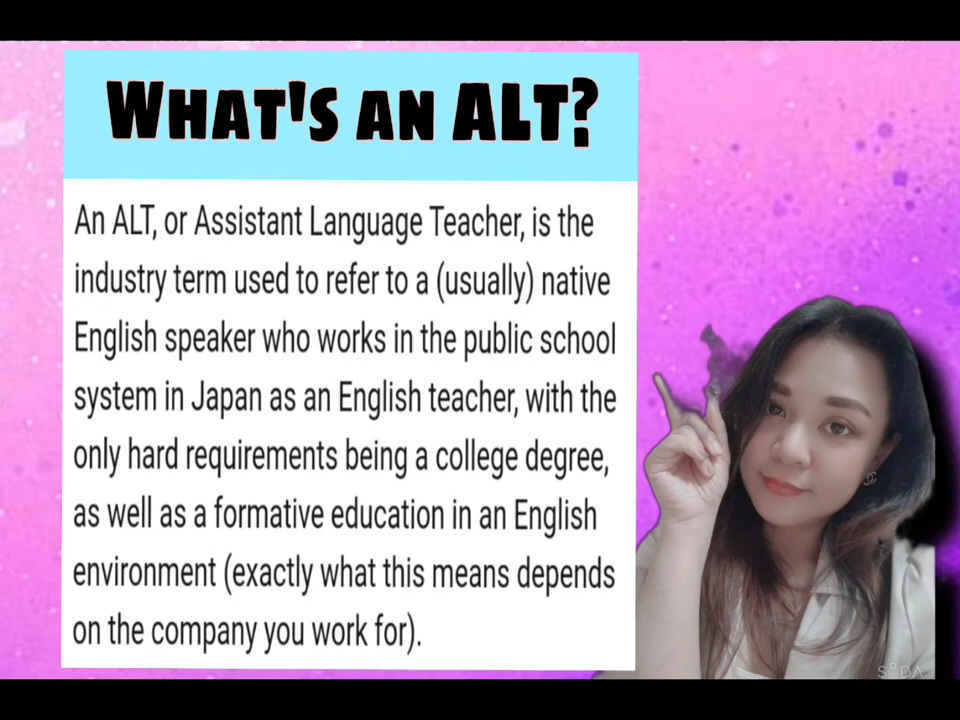 WHAT'S AN ALT?
An ALT, or Assistant Language Teacher, is the
industry term used to refer to a (usually) native
English speaker who works in the public school
system in Japan as an English teacher, with the
only hard requirements being a college degree,
as well as a formative education in an English
environment (exactly what this means depends
on the company you work for).
SODA